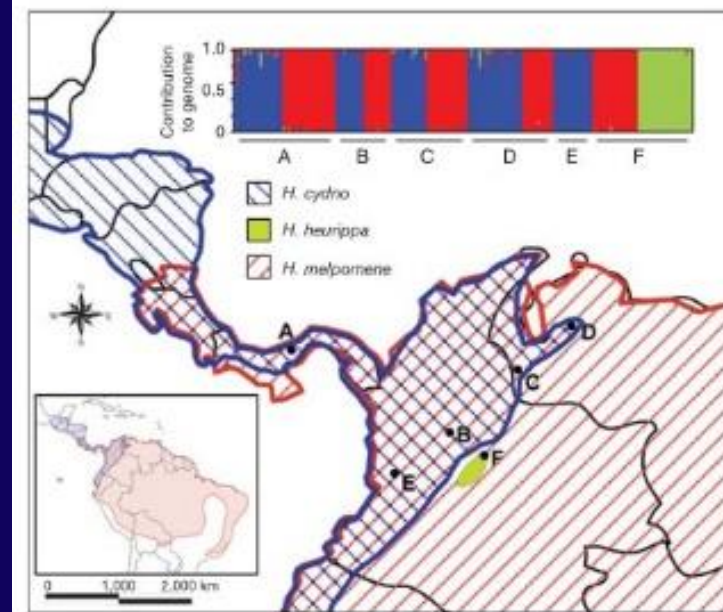 Contribution
to genome
1.0
0.5
0
A B C D E F
H. cydno
H. heurippa
H. melpomene
A
D
C
B
F
E
0 1,000 2,000 km